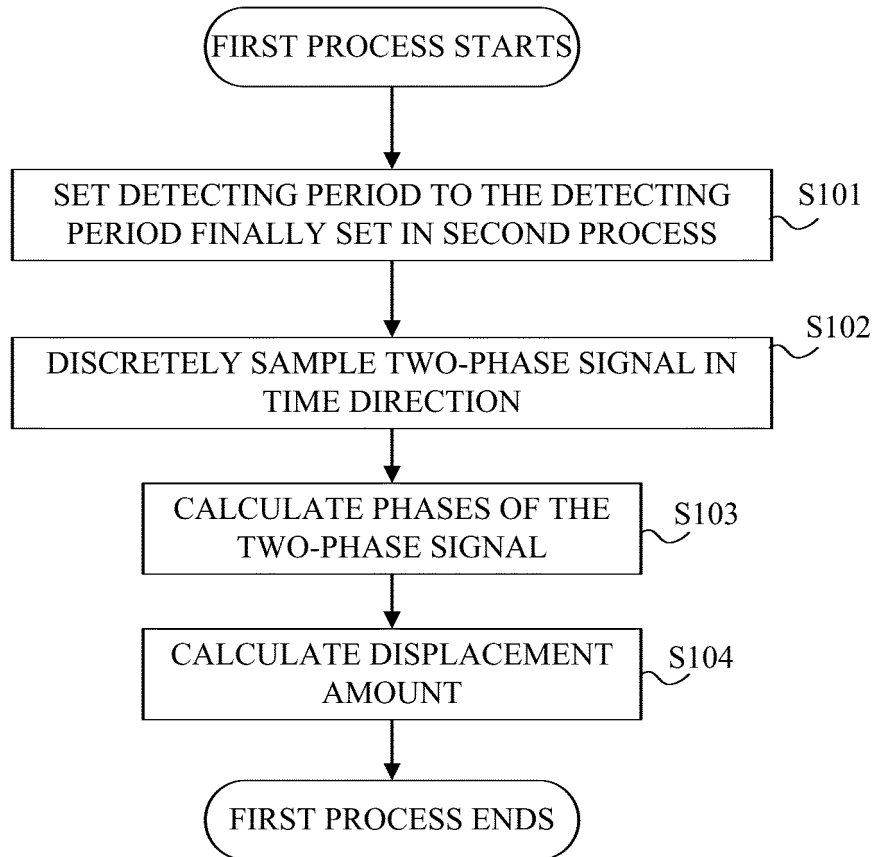 FIRST PROCESS STARTS
SET DETECTING PERIOD TO THE DETECTING
PERIOD FINALLY SET IN SECOND PROCESS
S101
DISCRETELY SAMPLE TWO-PHASE SIGNAL IN
TIME DIRECTION
S102
CALCULATE PHASES OF THE
TWO-PHASE SIGNAL
S103
CALCULATE DISPLACEMENT
AMOUNT
S104
FIRST PROCESS ENDS